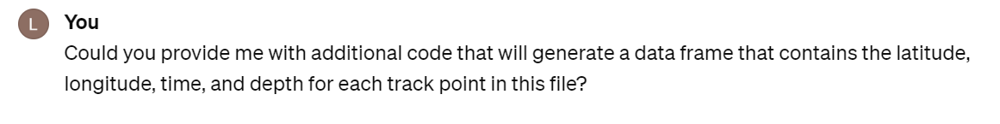 L You
Could you provide me with additional code that will generate a data frame that contains the latitude,
longitude, time, and depth for each track point in this file?